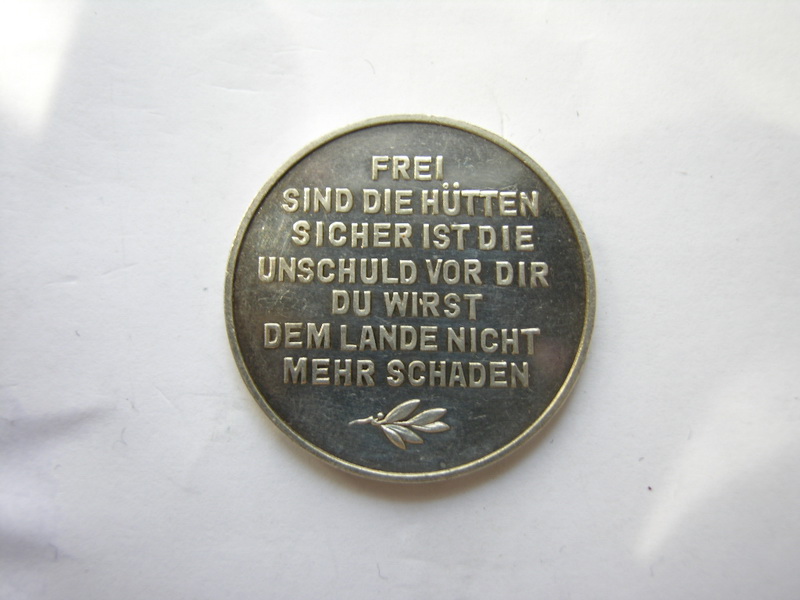 FREI
SIND DIE HÜTTEN
SICHER IST DIE
UNSCHULD VOR DIR
DU WIRST
DEM LANDE NICHT
MEHR SCHADEN